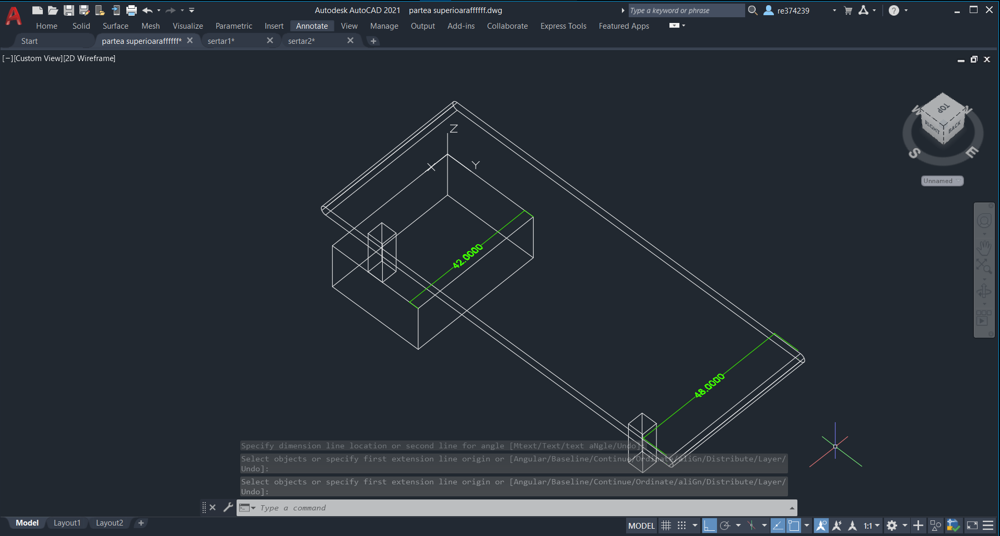 Autodesk AutoCAD 2021 partea superioaraffffff.dwg
Type a keyword or phrase
re374239
Home Solid Surface Mesh Visualize Parametric Insert Annotate View Manage Output Add-ins Collaborate Express Tools Featured Apps
Start partea superioaraffffff* sertar1* sertar2*
[−][Custom View][2D Wireframe]
TOP
RIGHT BACK
W N
S E
Unnamed
Z
X Y
42.0000
48.0000
Specify dimension line location or second line for angle [Mtext/Text/text aNgle/Undo]:
Select objects or specify first extension line origin or [Angular/Baseline/Continue/Ordinate/aliGn/Distribute/Layer/
Undo]:
Select objects or specify first extension line origin or [Angular/Baseline/Continue/Ordinate/aliGn/Distribute/Layer/
Undo]:
Type a command
Model Layout1 Layout2
MODEL 1:1